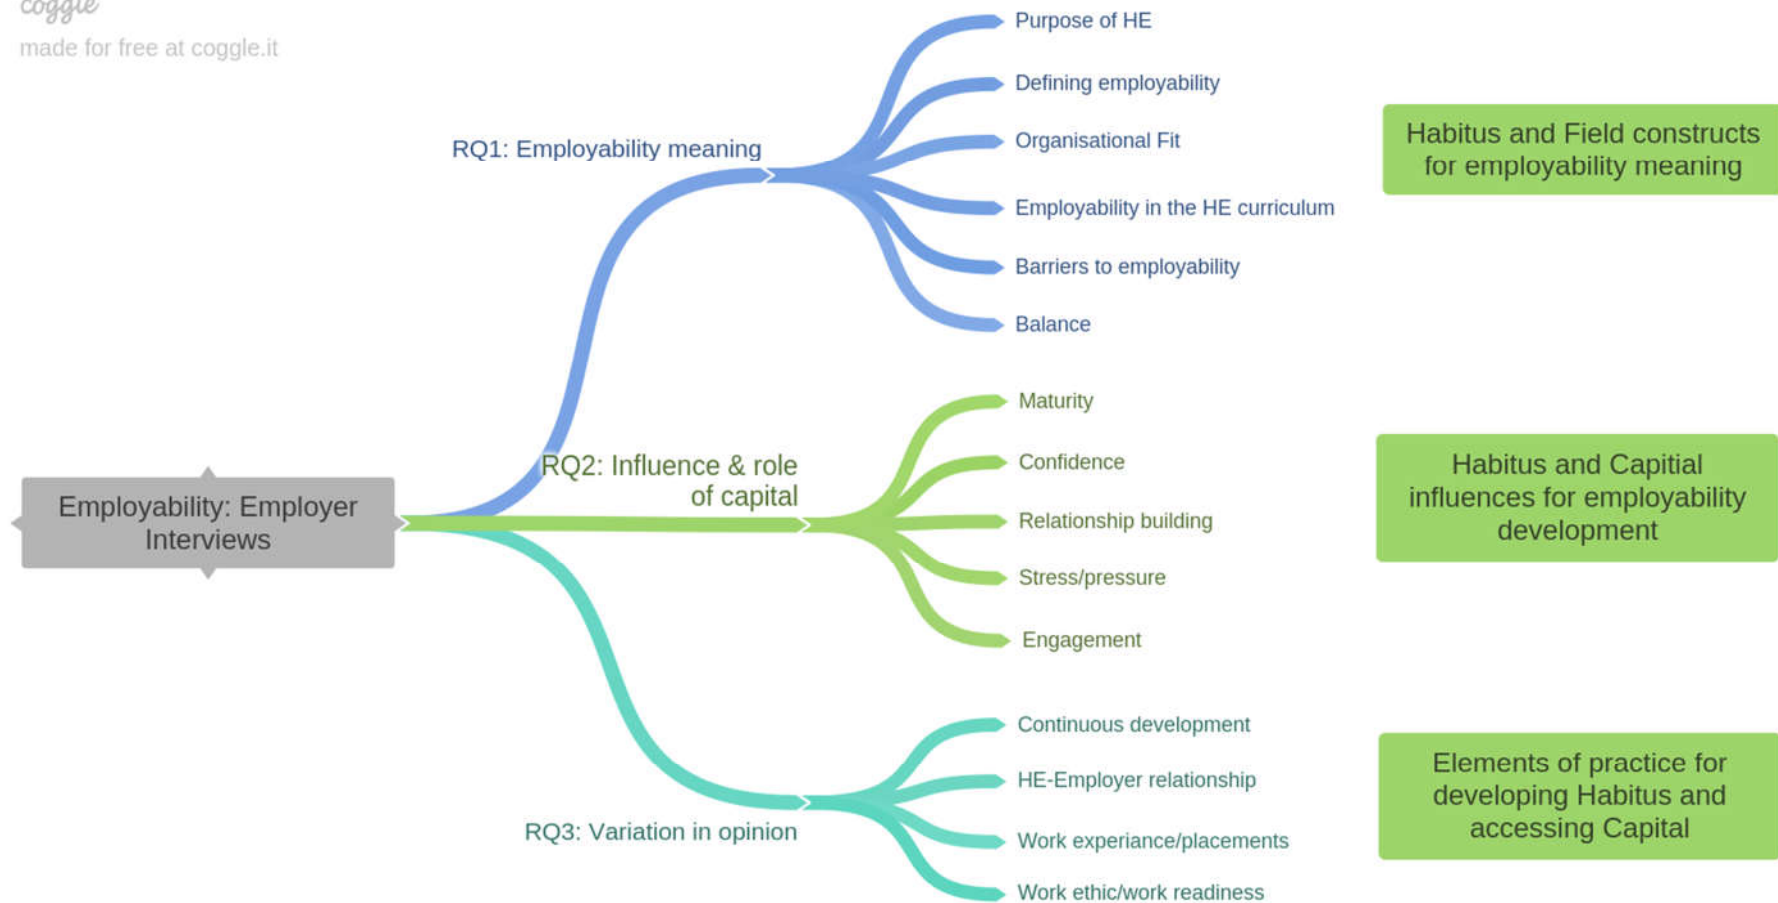 coggle
made for free at coggle.it
Employability: Employer
Interviews
RQ1: Employability meaning
Purpose of HE
Defining employability
Organisational Fit
Employability in the HE curriculum
Barriers to employability
Balance
Habitus and Field constructs
for employability meaning
RQ2: Influence & role
of capital
Maturity
Confidence
Relationship building
Stress/pressure
Engagement
Habitus and Capitial
influences for employability
development
RQ3: Variation in opinion
Continuous development
HE-Employer relationship
Work experiance/placements
Work ethic/work readiness
Elements of practice for
developing Habitus and
accessing Capital